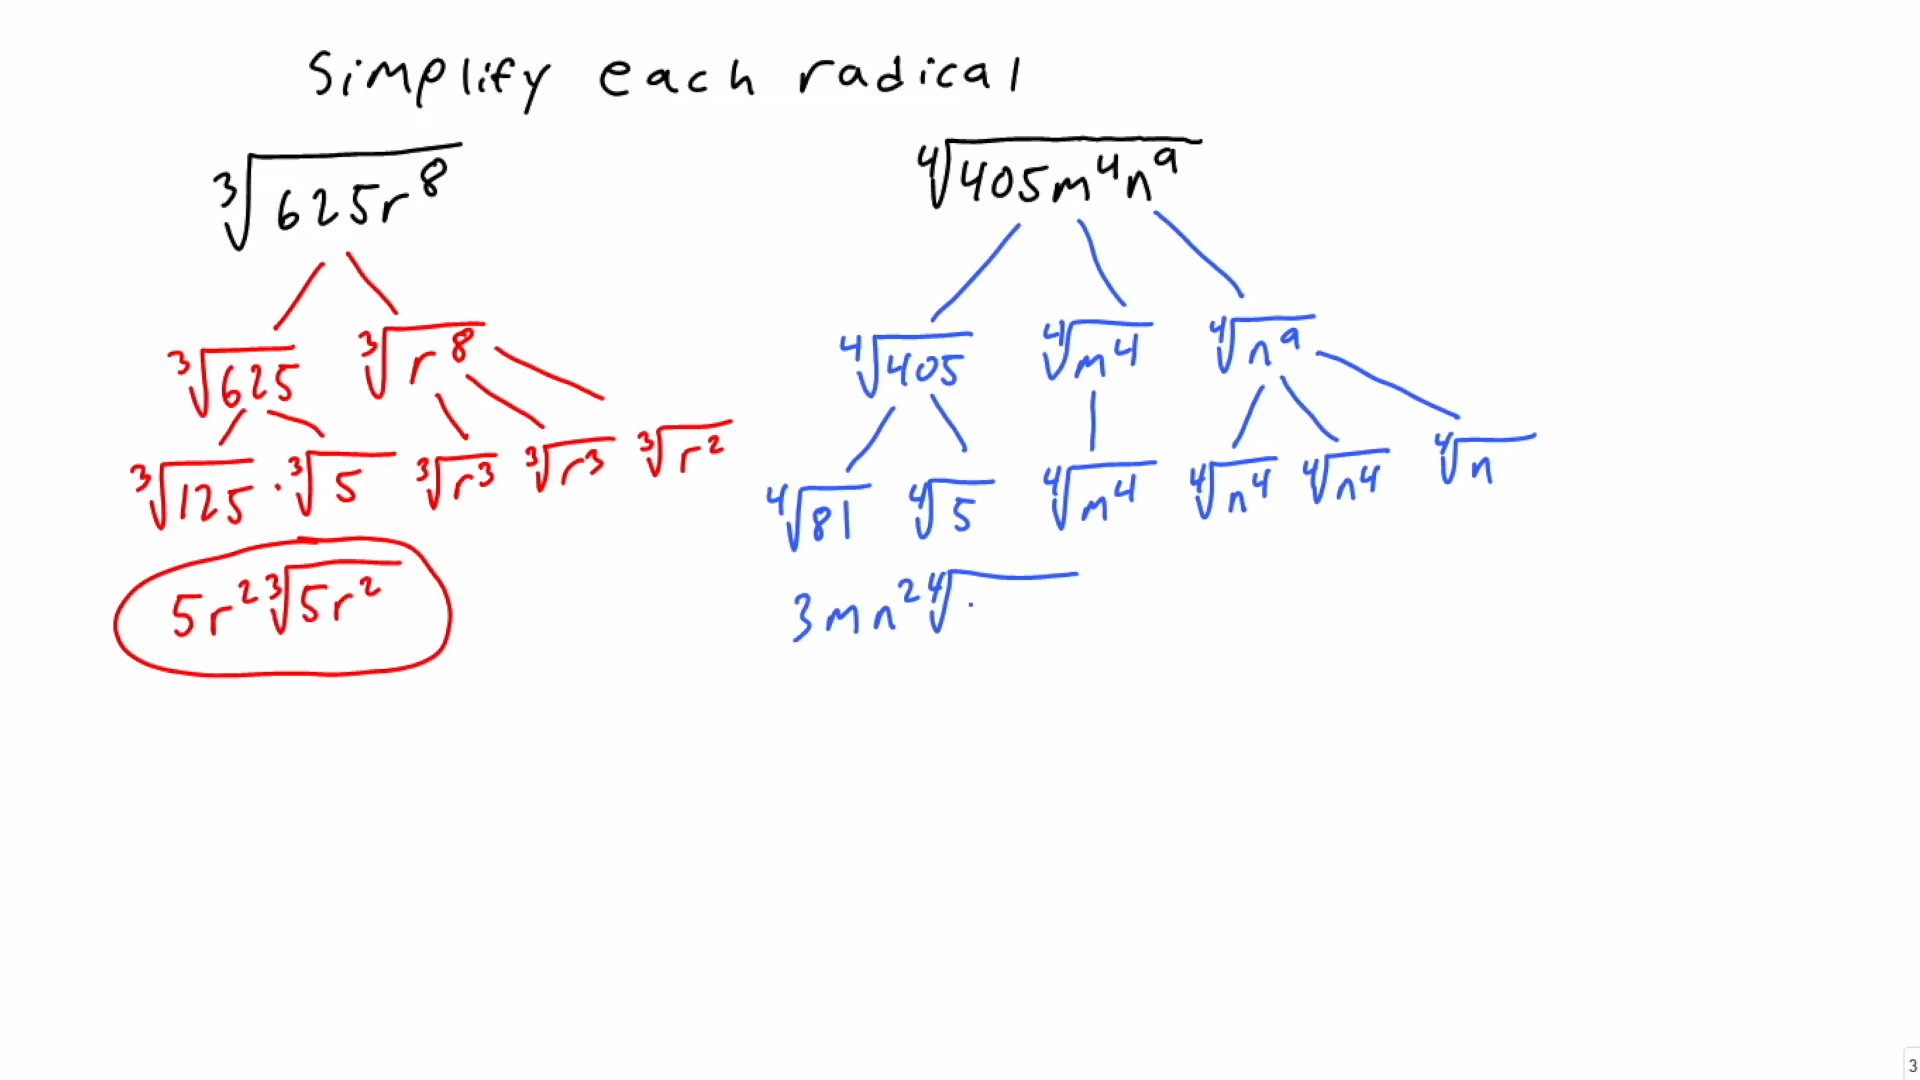 Simplify each radical
∛(625r⁸)
∜(405m⁴n⁹)
∛625 ∛(r⁸)
∜405 ∜(m⁴) ∜(n⁹)
∛125 · ∛5 ∛(r³) ∛(r³) ∛(r²)
∜81 ∜5 ∜(m⁴) ∜(n⁴) ∜(n⁴) ∜n
5r²∛(5r²)
3mn²∜
3